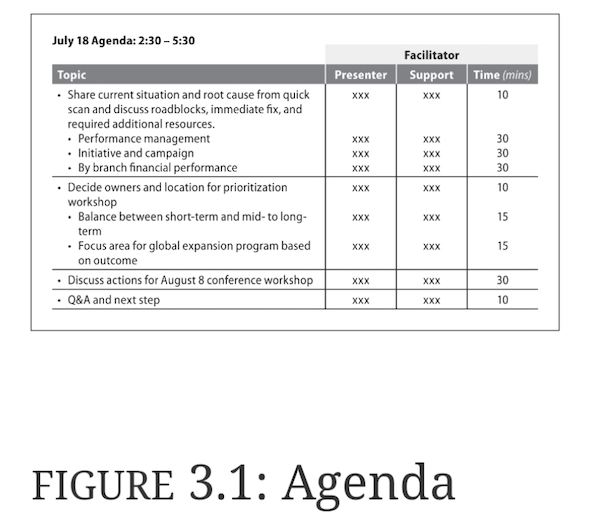 July 18 Agenda: 2:30 – 5:30
Facilitator
Topic Presenter Support Time (mins)
• Share current situation and root cause from quick xxx xxx 10
scan and discuss roadblocks, immediate fix, and
required additional resources.
• Performance management xxx xxx 30
• Initiative and campaign xxx xxx 30
• By branch financial performance xxx xxx 30
• Decide owners and location for prioritization xxx xxx 10
workshop
• Balance between short-term and mid- to long- xxx xxx 15
term
• Focus area for global expansion program based xxx xxx 15
on outcome
• Discuss actions for August 8 conference workshop xxx xxx 30
• Q&A and next step xxx xxx 10
FIGURE 3.1: Agenda